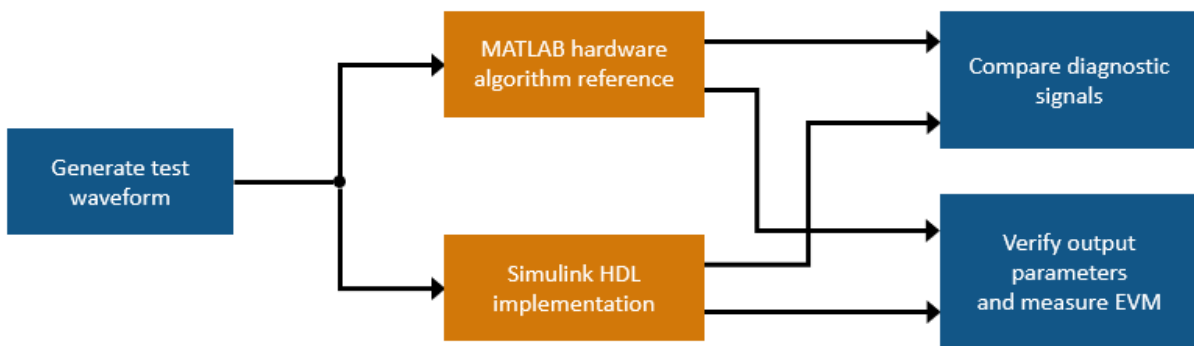 Generate test
waveform
MATLAB hardware
algorithm reference
Simulink HDL
implementation
Compare diagnostic
signals
Verify output
parameters
and measure EVM